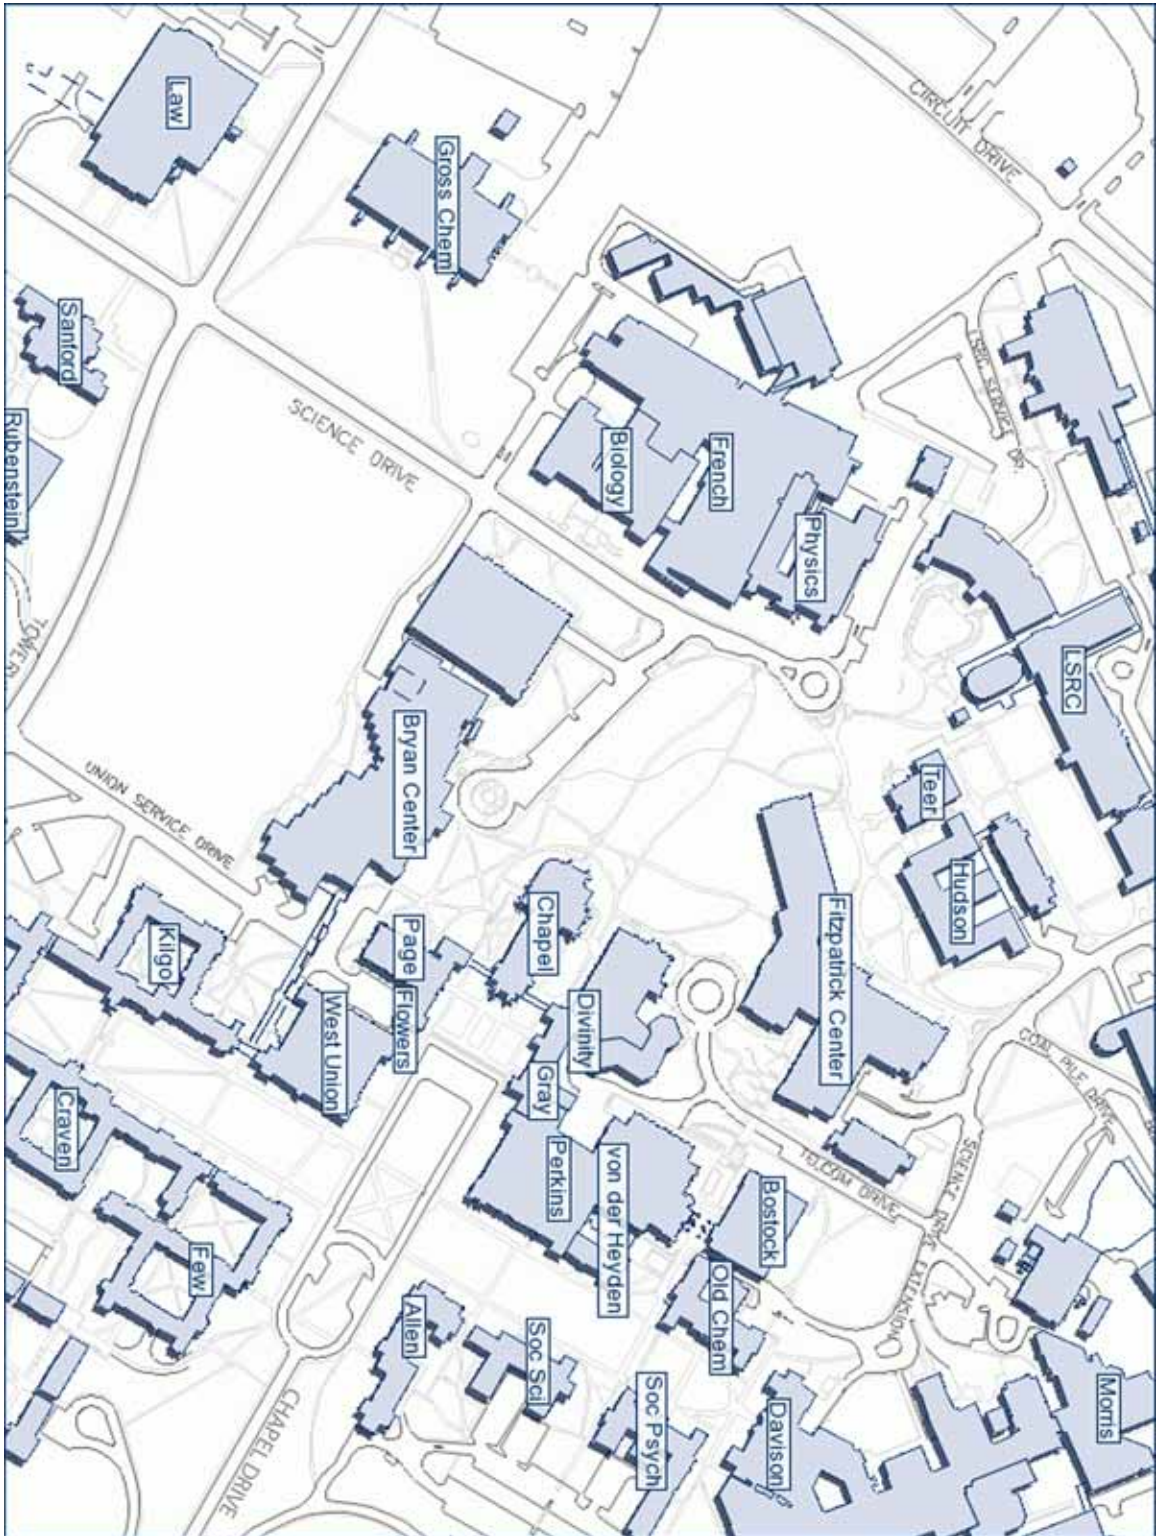 CIRCUIT DRIVE
Morris
COAL PILE DRIVE
LSRC
LSRC SERVICE DR.
Hudson
SCIENCE DRIVE EXTENSION
Teer
TELCOM DRIVE
Fitzpatrick Center
Physics
Davison
Bostock
French
Old Chem
Soc Psych
Biology
von der Heyden
Divinity
Perkins
Chapel
Gray
Soc Sci
Gross Chem
Bryan Center
Page
Flowers
Allen
SCIENCE DRIVE
West Union
CHAPEL DRIVE
Few
Law
Kilgo
UNION SERVICE DRIVE
Sanford
Craven
TOWER
Rubenstein